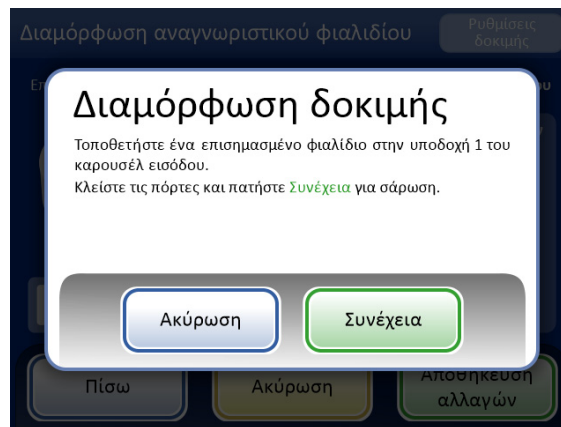 Διαμόρφωση αναγνωριστικού φιαλιδίου
Ρυθμίσεις
δοκιμής
Διαμόρφωση δοκιμής
Τοποθετήστε ένα επισημασμένο φιαλίδιο στην υποδοχή 1 του
καρουσέλ εισόδου.
Κλείστε τις πόρτες και πατήστε Συνέχεια για σάρωση.
Ακύρωση
Συνέχεια
Πίσω
Ακύρωση
Αποθήκευση
αλλαγών